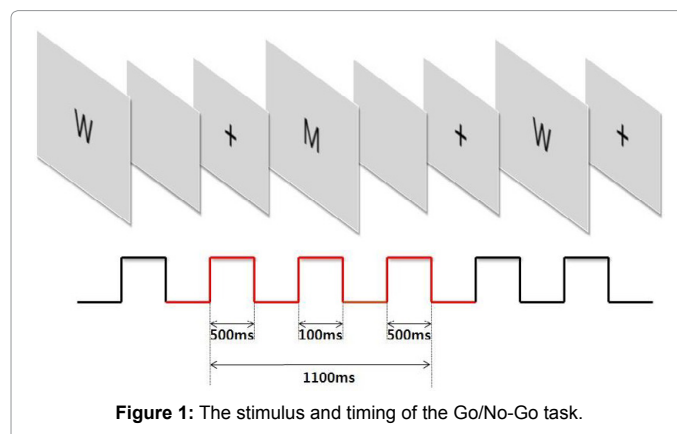 W + M + W +
500ms 100ms 500ms
1100ms
Figure 1: The stimulus and timing of the Go/No-Go task.